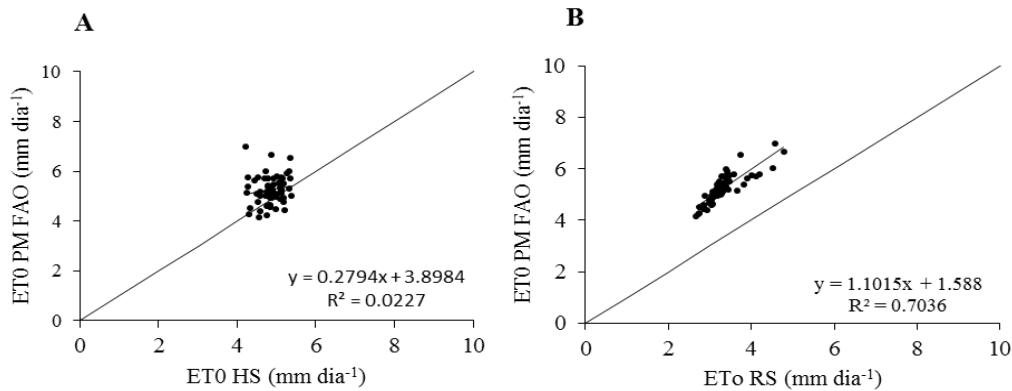 A
ET0 PM FAO (mm dia⁻¹)
10
8
6
4
2
0
0 2 4 6 8 10
y = 0.2794x + 3.8984
R² = 0.0227
ET0 HS (mm dia⁻¹)
B
ET0 PM FAO (mm dia⁻¹)
10
8
6
4
2
0
0 2 4 6 8 10
y = 1.1015x + 1.588
R² = 0.7036
ETo RS (mm dia⁻¹)